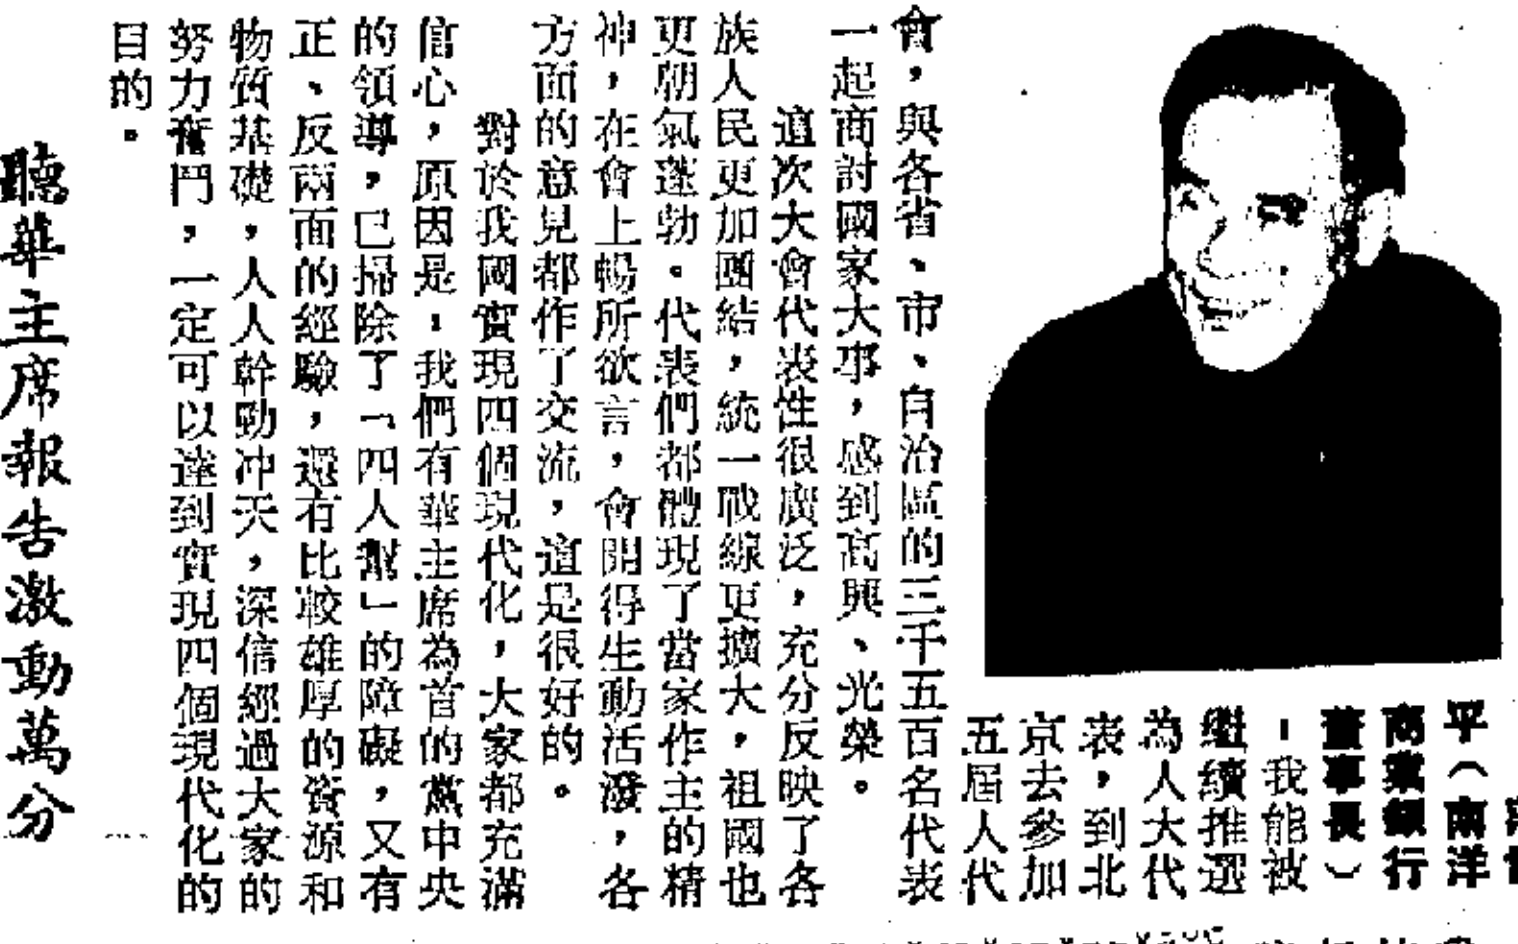 平（南洋
商業銀行
董事長）
：我能被
繼續推選
為人大代
表，到北
京去參加
五屆人代
會，與各省、市、自治區的三千五百名代表
一起商討國家大事，感到高興、光榮。
這次大會代表性很廣泛，充分反映了各
族人民更加團結，統一戰線更擴大，祖國也
更朝氣蓬勃。代表們都體現了當家作主的精
神，在會上暢所欲言，會開得生動活潑，各
方面的意見都作了交流，這是很好的。
對於我國實現四個現代化，大家都充滿
信心，原因是，我們有華主席為首的黨中央
的領導，已掃除了「四人幫」的障礙，又有
正、反兩面的經驗，還有比較雄厚的資源和
物質基礎，人人幹勁冲天，深信經過大家的
努力奮鬥，一定可以達到實現四個現代化的
目的。
聽華主席報告激動萬分